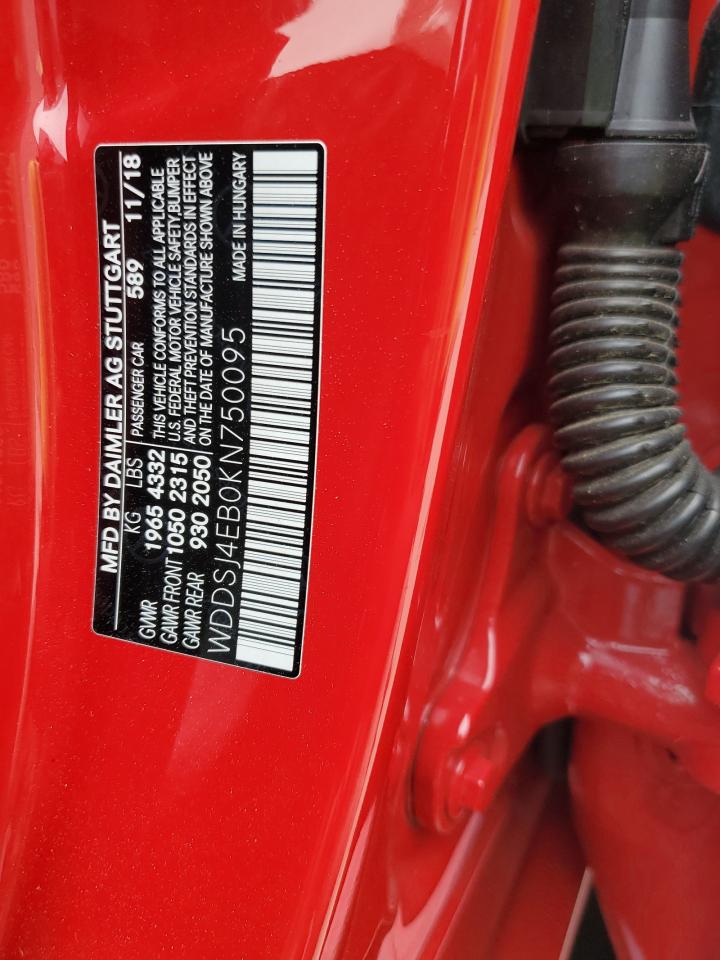 MFD BY DAIMLER AG STUTTGART
KG LBS PASSENGER CAR 589 11/18
GVWR 1965 4332 THIS VEHICLE CONFORMS TO ALL APPLICABLE
GAWR FRONT 1050 2315 U.S. FEDERAL MOTOR VEHICLE SAFETY,BUMPER
GAWR REAR 930 2050 AND THEFT PREVENTION STANDARDS IN EFFECT
ON THE DATE OF MANUFACTURE SHOWN ABOVE
WDDSJ4EB0KN750095 MADE IN HUNGARY